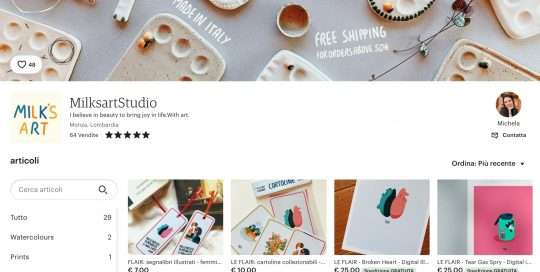 MADE IN ITALY
FREE SHIPPING
FOR ORDERS ABOVE 50€
48
MILK'S
ART
MilksartStudio
I believe in beauty to bring joy in life.With art.
Monza, Lombardia
64 Vendite
Michela
Contatta
articoli
Ordina: Più recente
Cerca articoli
Tutto 29
Watercolours 2
Prints 1
CARTOLINE
FLAIR: segnalibri illustrati - femmi...
€ 7,00
LE FLAIR: cartoline collezionabili -...
€ 10,00
LE FLAIR - Broken Heart - Digital Ill...
€ 25,00 Spedizione GRATUITA
LE FLAIR - Tear Gas Spry - Digital i...
€ 25,00 Spedizione GRATUITA